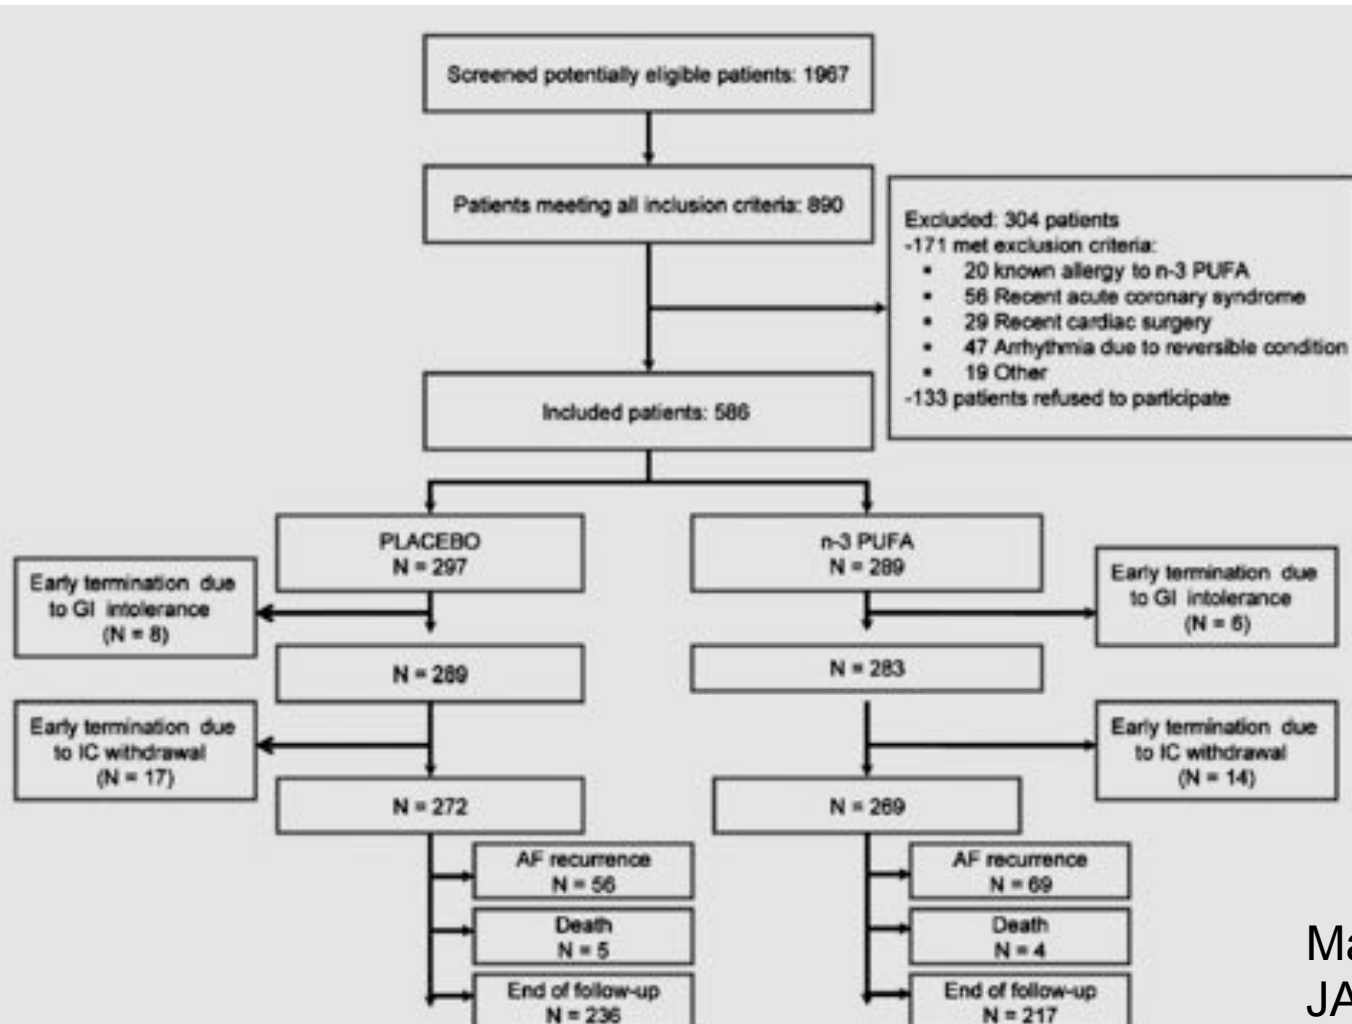 Screened potentially eligible patients: 1967
Patients meeting all inclusion criteria: 890
Excluded: 304 patients
-171 met exclusion criteria:
▪ 20 known allergy to n-3 PUFA
▪ 56 Recent acute coronary syndrome
▪ 29 Recent cardiac surgery
▪ 47 Arrhythmia due to reversible condition
▪ 19 Other
-133 patients refused to participate
Included patients: 586
PLACEBO
N = 297
n-3 PUFA
N = 289
Early termination due
to GI intolerance
(N = 8)
Early termination due
to GI intolerance
(N = 6)
N = 289
N = 283
Early termination due
to IC withdrawal
(N = 17)
Early termination due
to IC withdrawal
(N = 14)
N = 272
N = 269
AF recurrence
N = 56
AF recurrence
N = 69
Death
N = 5
Death
N = 4
End of follow-up
N = 236
End of follow-up
N = 217
Ma
JA